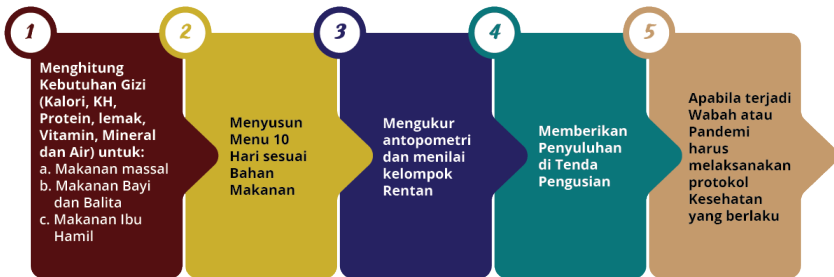 1
Menghitung
Kebutuhan Gizi
(Kalori, KH,
Protein, lemak,
Vitamin, Mineral
dan Air) untuk:
a. Makanan massal
b. Makanan Bayi
dan Balita
c. Makanan Ibu
Hamil
2
Menyusun
Menu 10
Hari sesuai
Bahan
Makanan
3
Mengukur
antopometri
dan menilai
kelompok
Rentan
4
Memberikan
Penyuluhan
di Tenda
Pengusian
5
Apabila terjadi
Wabah atau
Pandemi
harus
melaksanakan
protokol
Kesehatan
yang berlaku